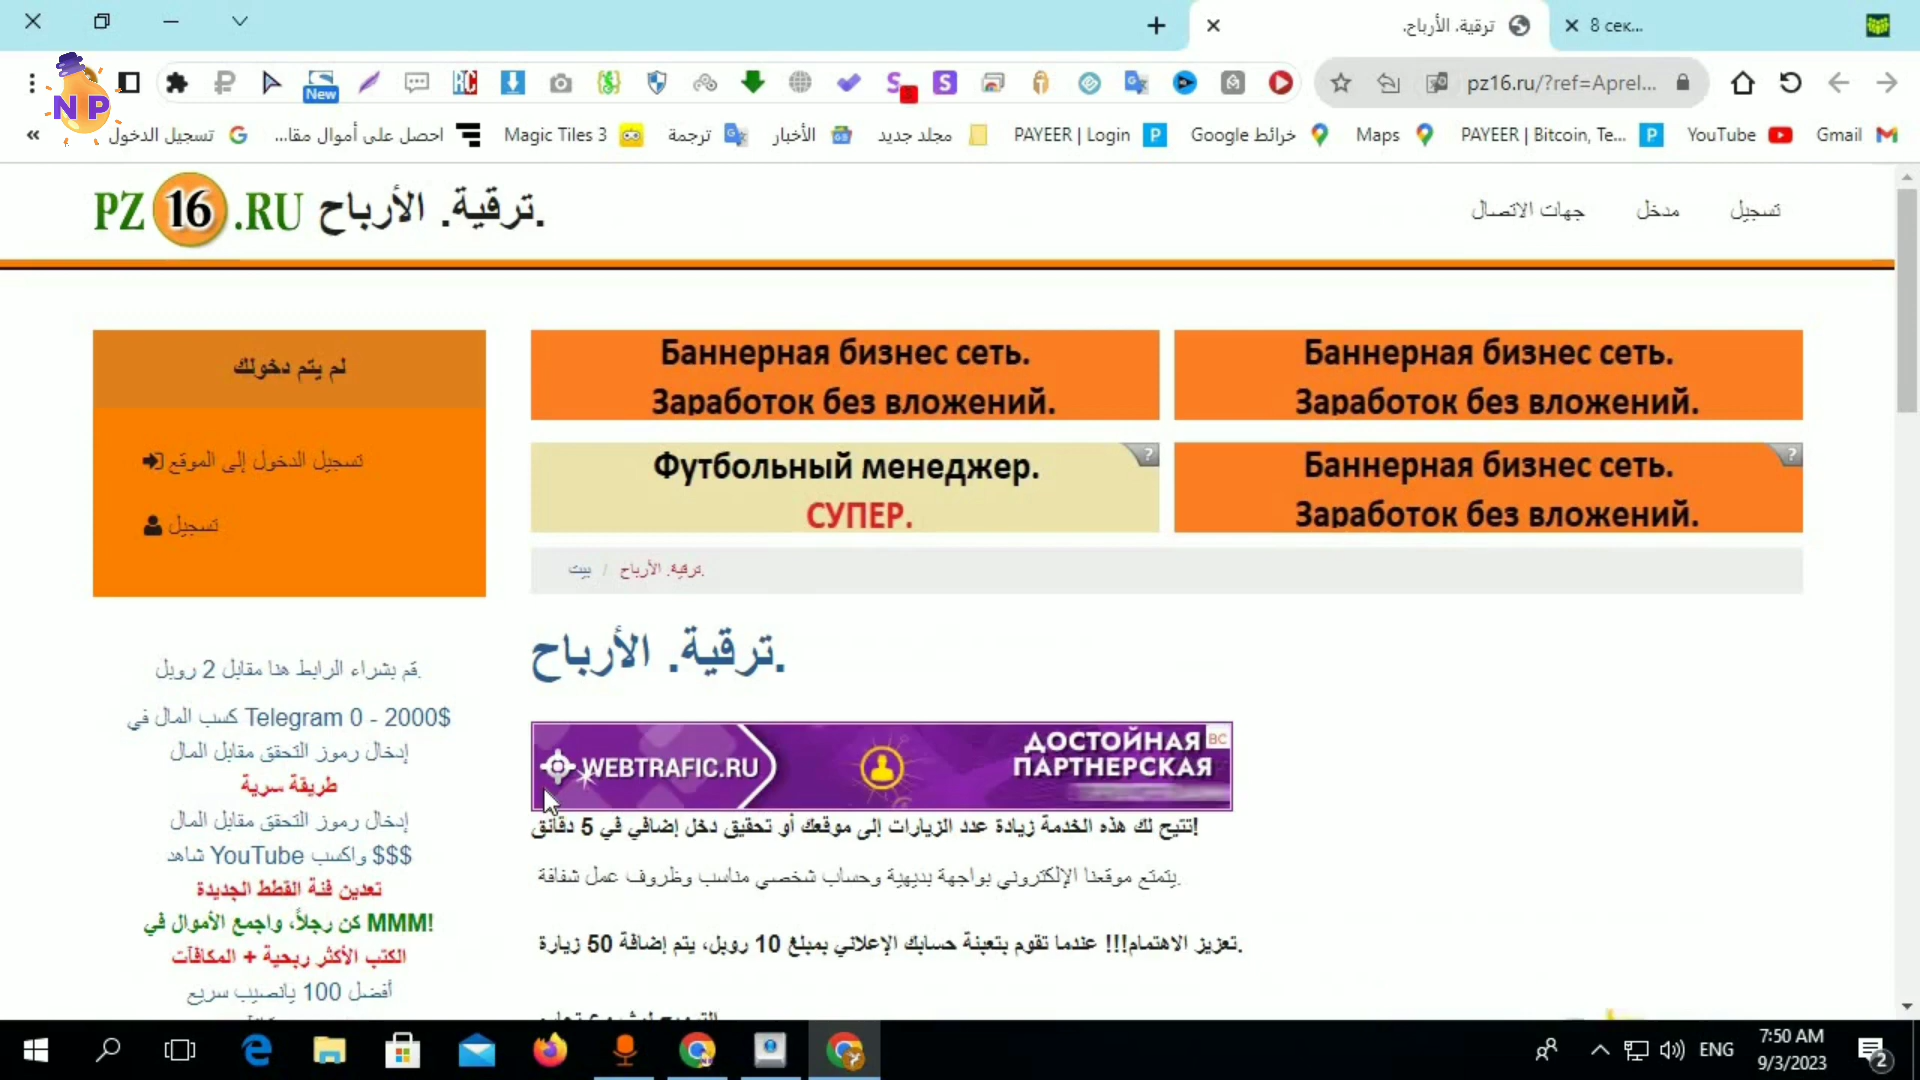 8 сек...
ترقية. الأرباح.
pz16.ru/?ref=Aprel...
New
NP
تسجيل الدخول
احصل على أموال مقا...
Magic Tiles 3
ترجمة
الأخبار
مجلد جديد
PAYEER | Login
خرائط Google
Maps
PAYEER | Bitcoin, Te...
YouTube
Gmail
PZ 16 .RU ترقية. الأرباح.
تسجيل
مدخل
جهات الاتصال
لم يتم دخولك
تسجيل الدخول إلى الموقع
تسجيل
Баннерная бизнес сеть.
Заработок без вложений.
Баннерная бизнес сеть.
Заработок без вложений.
Футбольный менеджер.
СУПЕР.
?
Баннерная бизнес сеть.
Заработок без вложений.
?
بيت / ترقية. الأرباح.
ترقية. الأرباح.
WEBTRAFIC.RU
ДОСТОЙНАЯ
ПАРТНЕРСКАЯ
BC
تتيح لك هذه الخدمة زيادة عدد الزيارات إلى موقعك أو تحقيق دخل إضافي في 5 دقائق!
يتمتع موقعنا الإلكتروني بواجهة بديهية وحساب شخصي مناسب وظروف عمل شفافة.
تعزيز الاهتمام!!! عندما تقوم بتعبئة حسابك الإعلاني بمبلغ 10 روبل، يتم إضافة 50 زيارة.
قم بشراء الرابط هنا مقابل 2 روبل.
كسب المال في Telegram 0 - 2000$
إدخال رموز التحقق مقابل المال
طريقة سرية
إدخال رموز التحقق مقابل المال
شاهد YouTube واكسب $$$
تعدين فئة القطط الجديدة
كن رجلاً، واجمع الأموال في MMM!
الكتب الأكثر ربحية + المكافآت
أفضل 100 يانصيب سريع
ENG
7:50 AM
9/3/2023
2